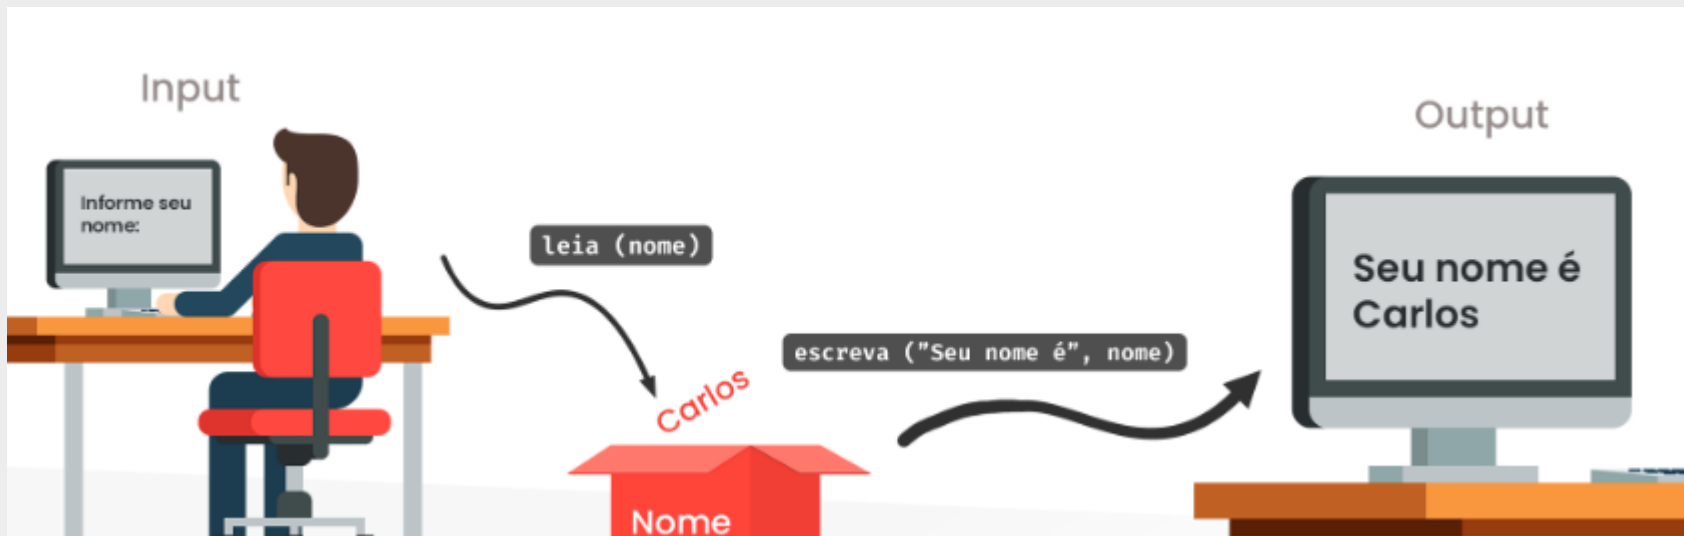 Input
Output
Informe seu
nome:
leia (nome)
Seu nome é
Carlos
escreva ("Seu nome é", nome)
Carlos
Nome